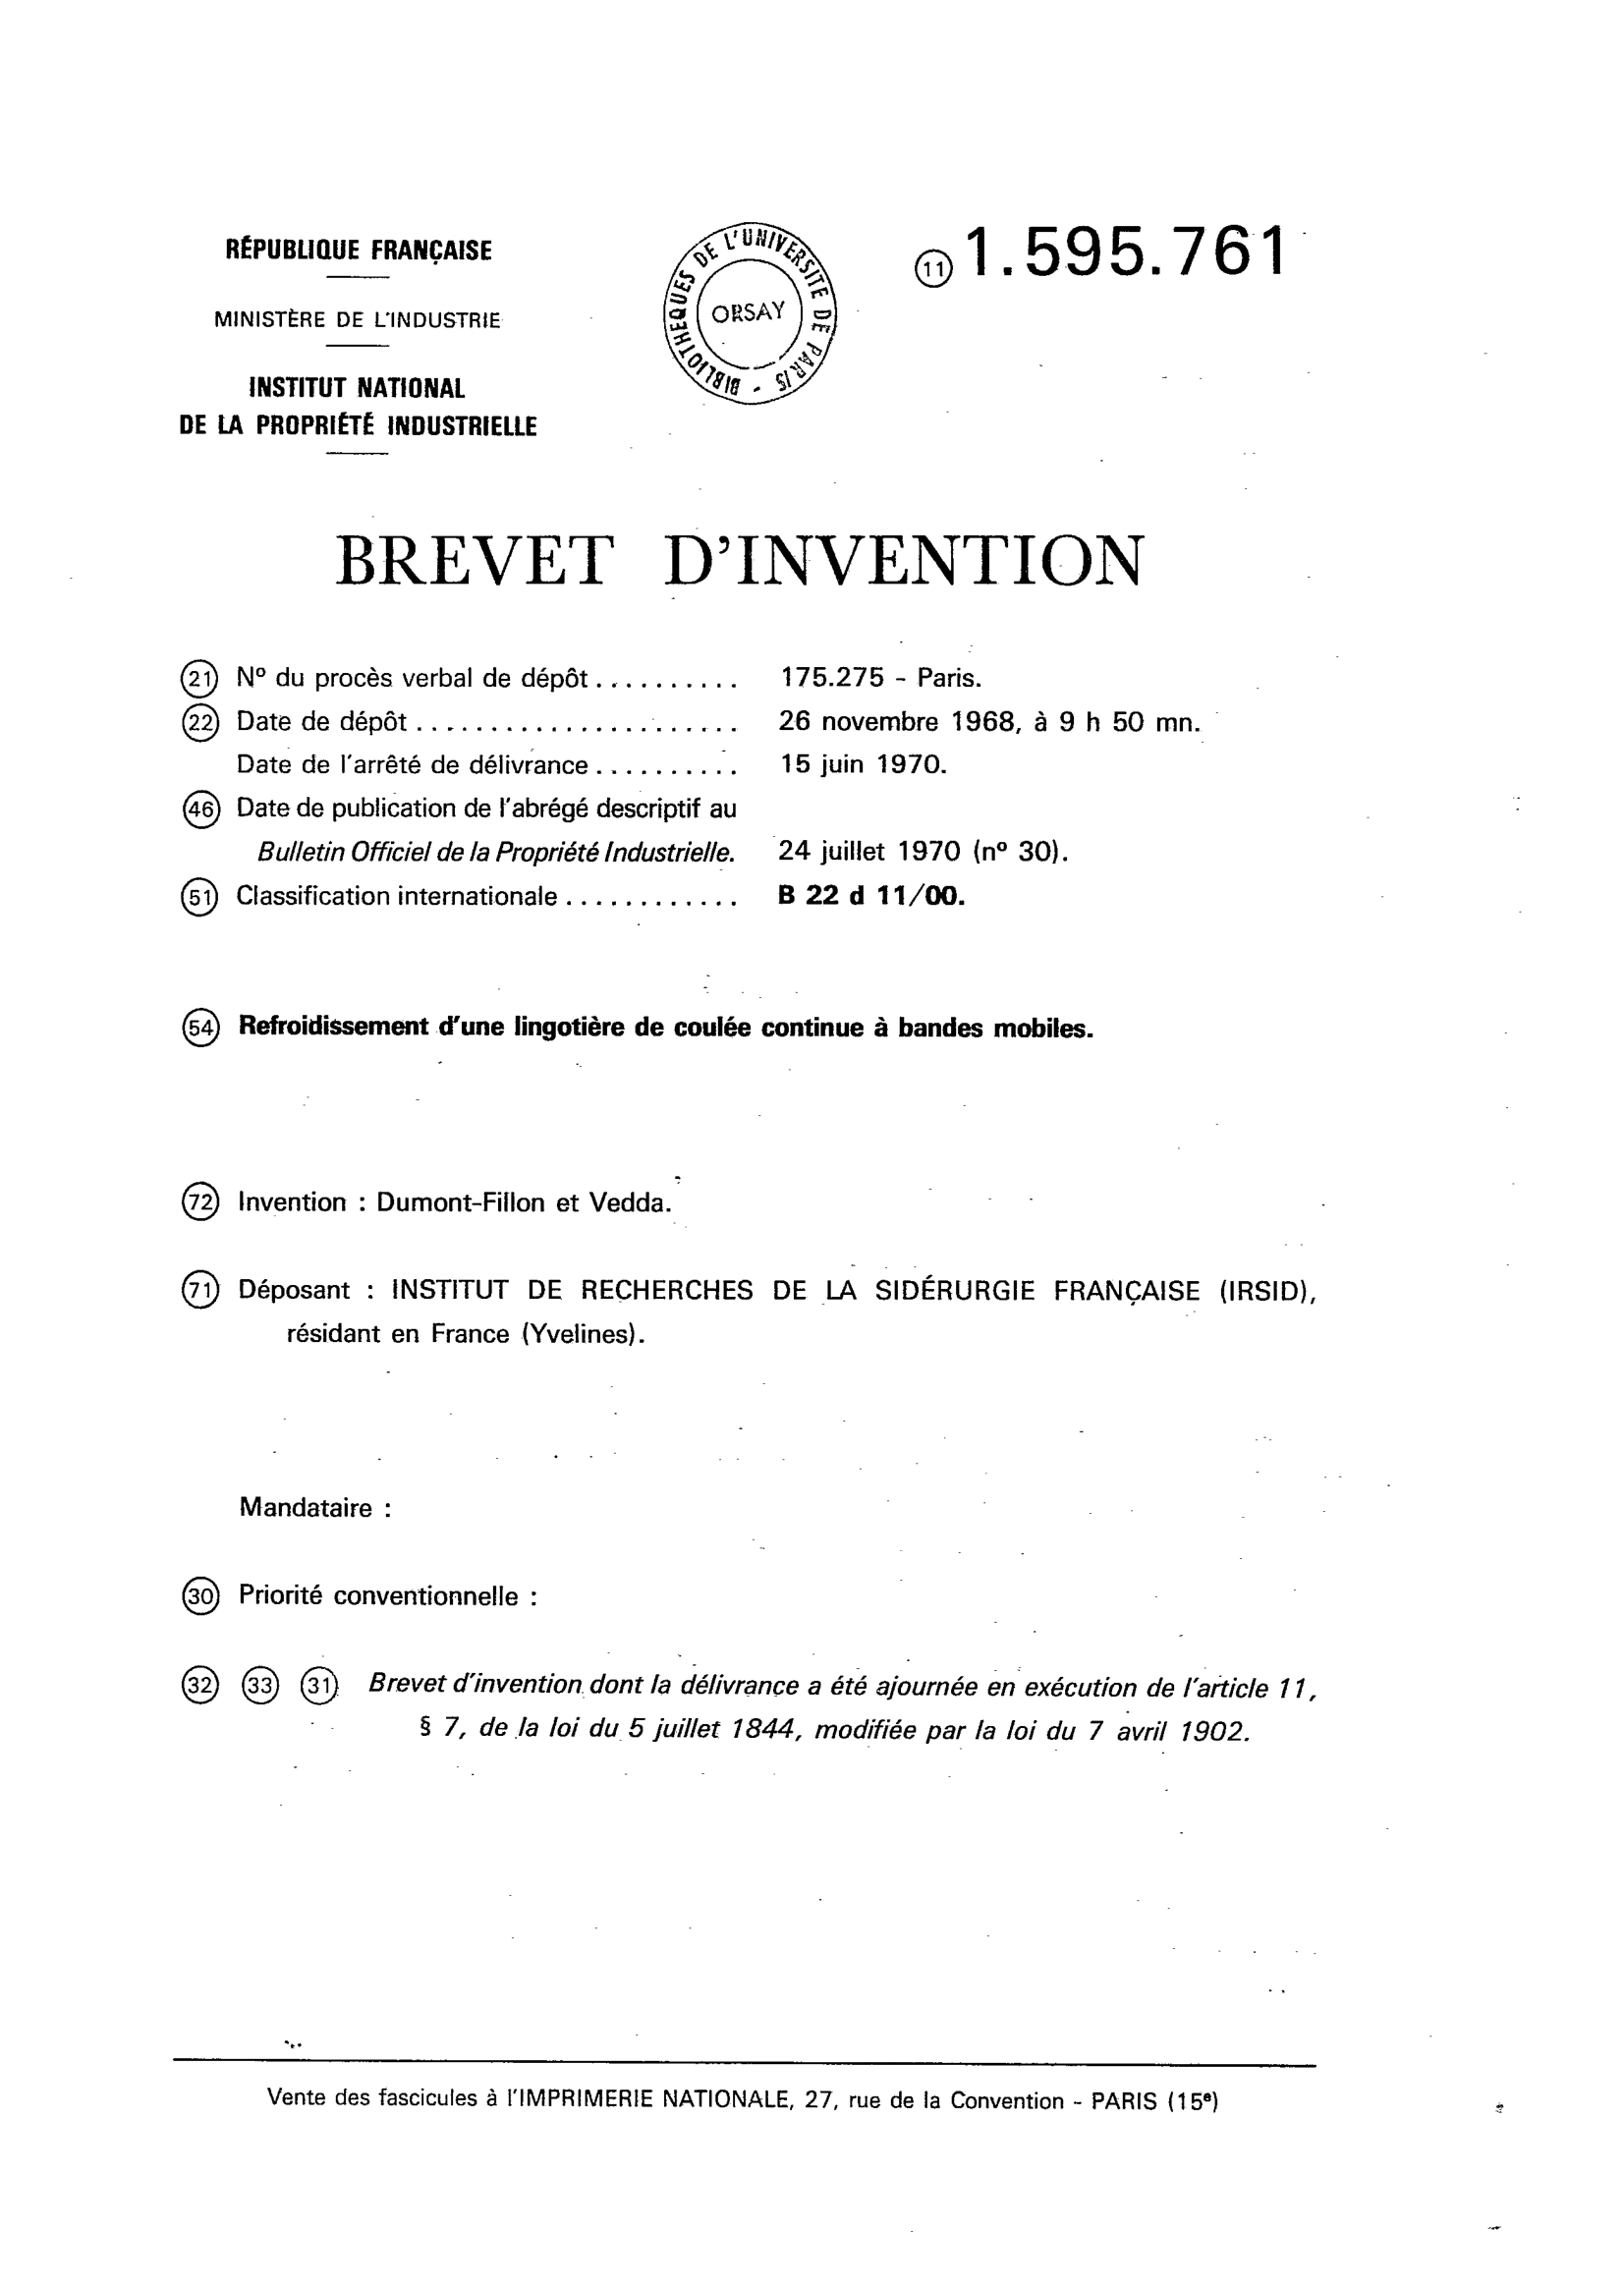 RÉPUBLIQUE FRANÇAISE
MINISTÈRE DE L'INDUSTRIE
INSTITUT NATIONAL
DE LA PROPRIÉTÉ INDUSTRIELLE
BIBLIOTHEQUES DE L'UNIVERSITE DE PARIS -
ORSAY
11 1.595.761
BREVET D'INVENTION
21 Nº du procès verbal de dépôt .......... 175.275 - Paris.
22 Date de dépôt ...................... 26 novembre 1968, à 9 h 50 mn.
Date de l'arrêté de délivrance .......... 15 juin 1970.
46 Date de publication de l'abrégé descriptif au
Bulletin Officiel de la Propriété Industrielle. 24 juillet 1970 (nº 30).
51 Classification internationale ............ B 22 d 11/00.
54 Refroidissement d'une lingotière de coulée continue à bandes mobiles.
72 Invention : Dumont-Fillon et Vedda.
71 Déposant : INSTITUT DE RECHERCHES DE LA SIDÉRURGIE FRANÇAISE (IRSID),
résidant en France (Yvelines).
Mandataire :
30 Priorité conventionnelle :
32 33 31 Brevet d'invention dont la délivrance a été ajournée en exécution de l'article 11,
§ 7, de la loi du 5 juillet 1844, modifiée par la loi du 7 avril 1902.
Vente des fascicules à l'IMPRIMERIE NATIONALE, 27, rue de la Convention - PARIS (15e)